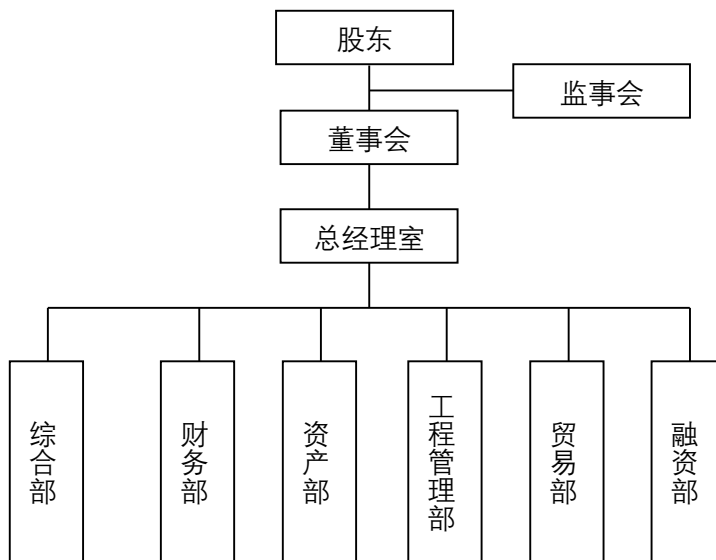 股东
监事会
董事会
总经理室
综合部
财务部
资产部
工程管理部
贸易部
融资部